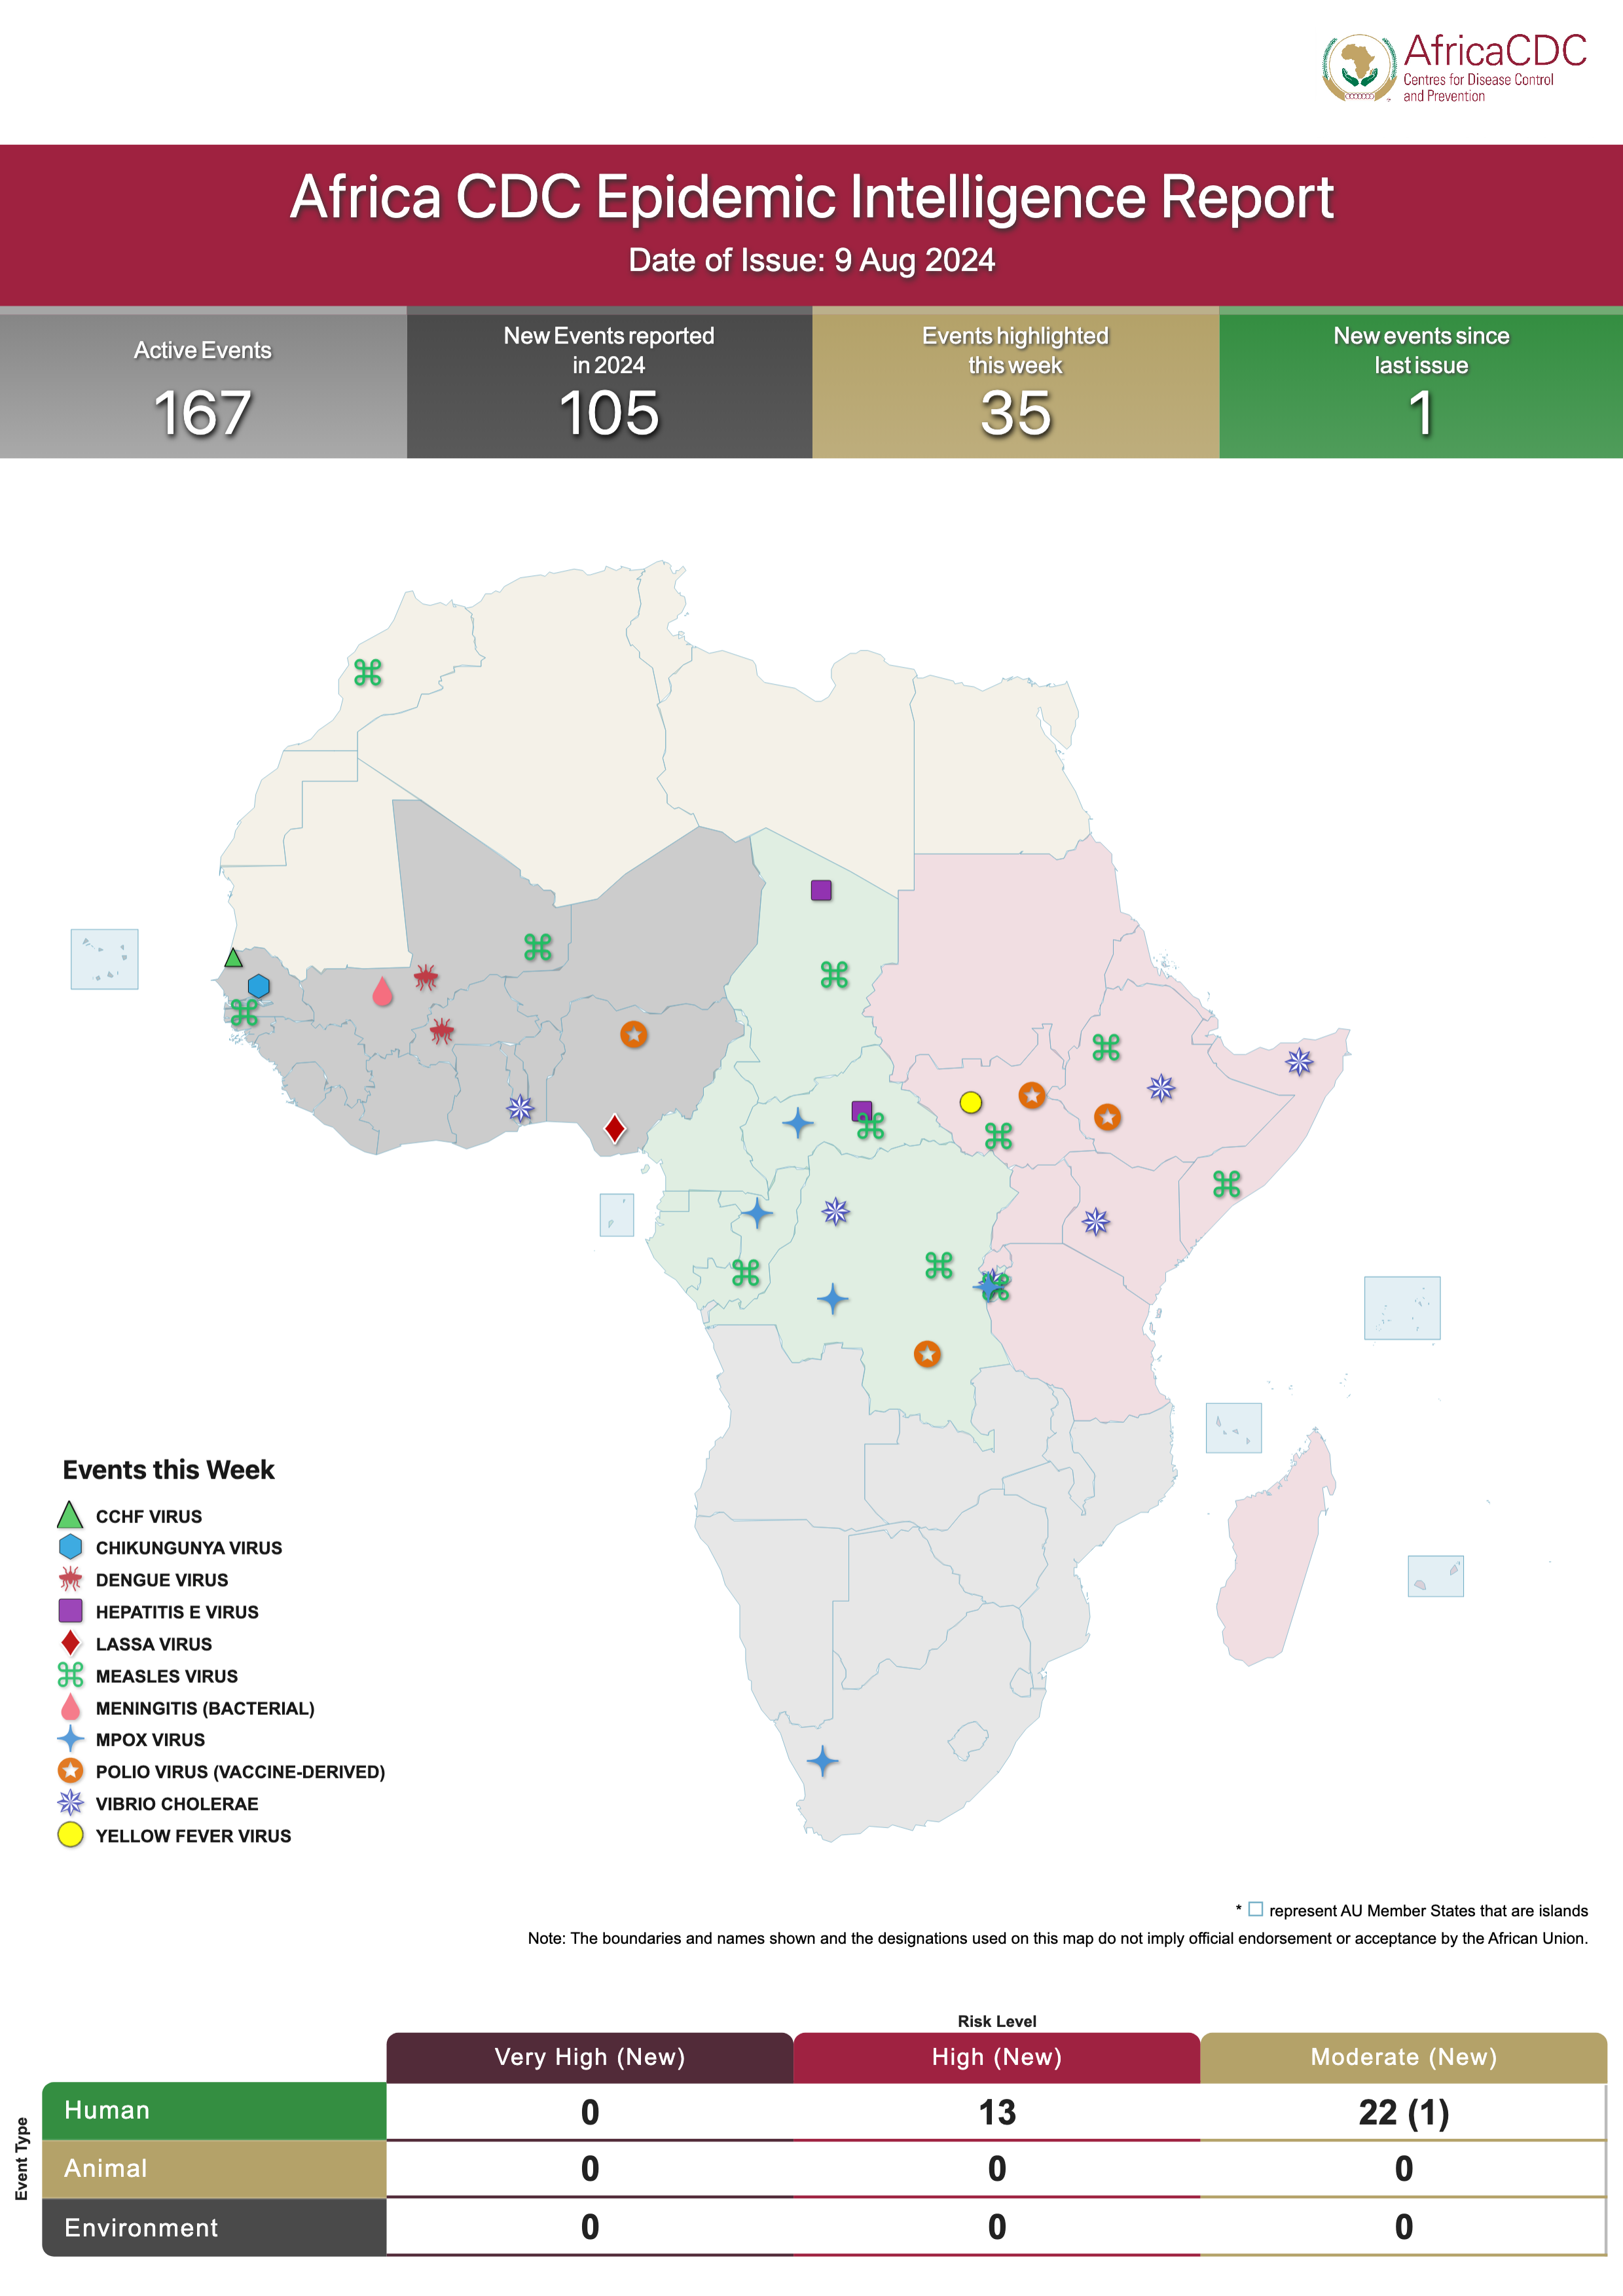 AfricaCDC
Centres for Disease Control
and Prevention
Africa CDC Epidemic Intelligence Report
Date of Issue: 9 Aug 2024
Active Events
167
New Events reported
in 2024
105
Events highlighted
this week
35
New events since
last issue
1
Events this Week
CCHF VIRUS
CHIKUNGUNYA VIRUS
DENGUE VIRUS
HEPATITIS E VIRUS
LASSA VIRUS
MEASLES VIRUS
MENINGITIS (BACTERIAL)
MPOX VIRUS
POLIO VIRUS (VACCINE-DERIVED)
VIBRIO CHOLERAE
YELLOW FEVER VIRUS
* represent AU Member States that are islands
Note: The boundaries and names shown and the designations used on this map do not imply official endorsement or acceptance by the African Union.
Risk Level
Very High (New) High (New) Moderate (New)
Event Type
Human 0 13 22 (1)
Animal 0 0 0
Environment 0 0 0